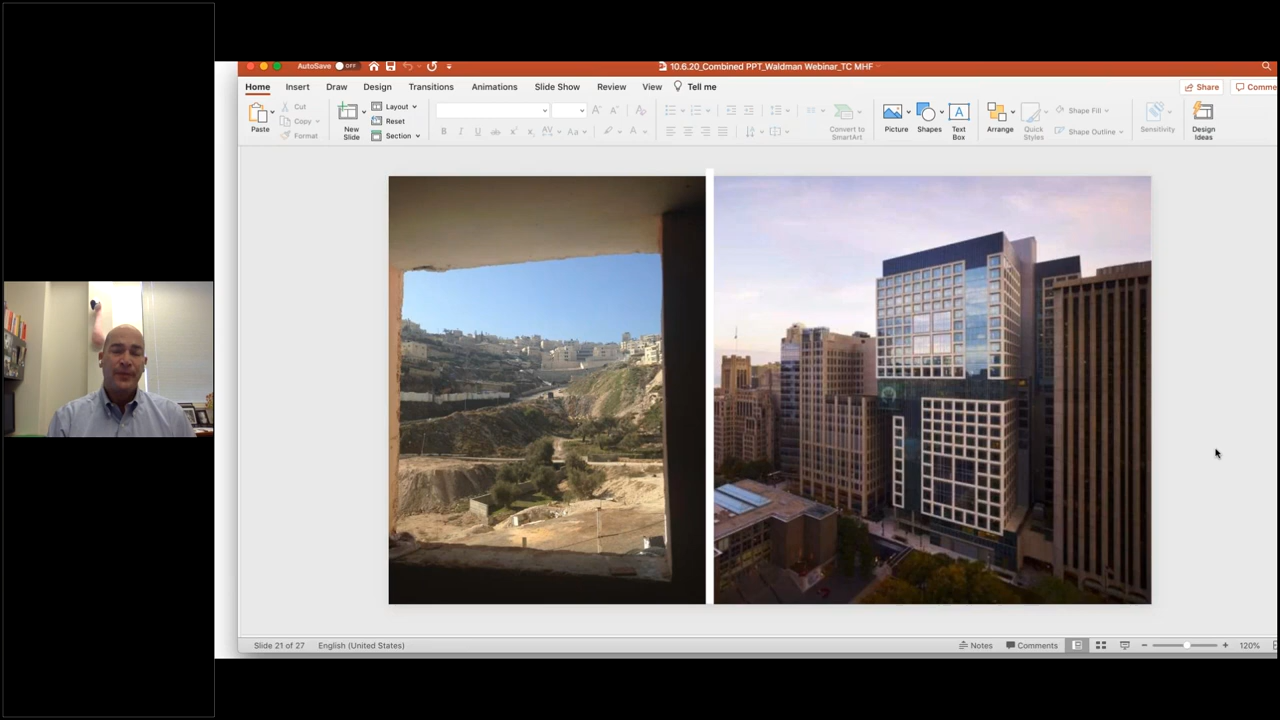 AutoSave OFF
10.6.20_Combined PPT_Waldman Webinar_TC MHF
Home Insert Draw Design Transitions Animations Slide Show Review View Tell me Share Comme
Paste
Cut
Copy
Format
New Slide
Layout
Reset
Section
Convert to SmartArt
Picture
Shapes
Text Box
Arrange
Quick Styles
Shape Fill
Shape Outline
Sensitivity
Design Ideas
Slide 21 of 27 English (United States) Notes Comments 120%